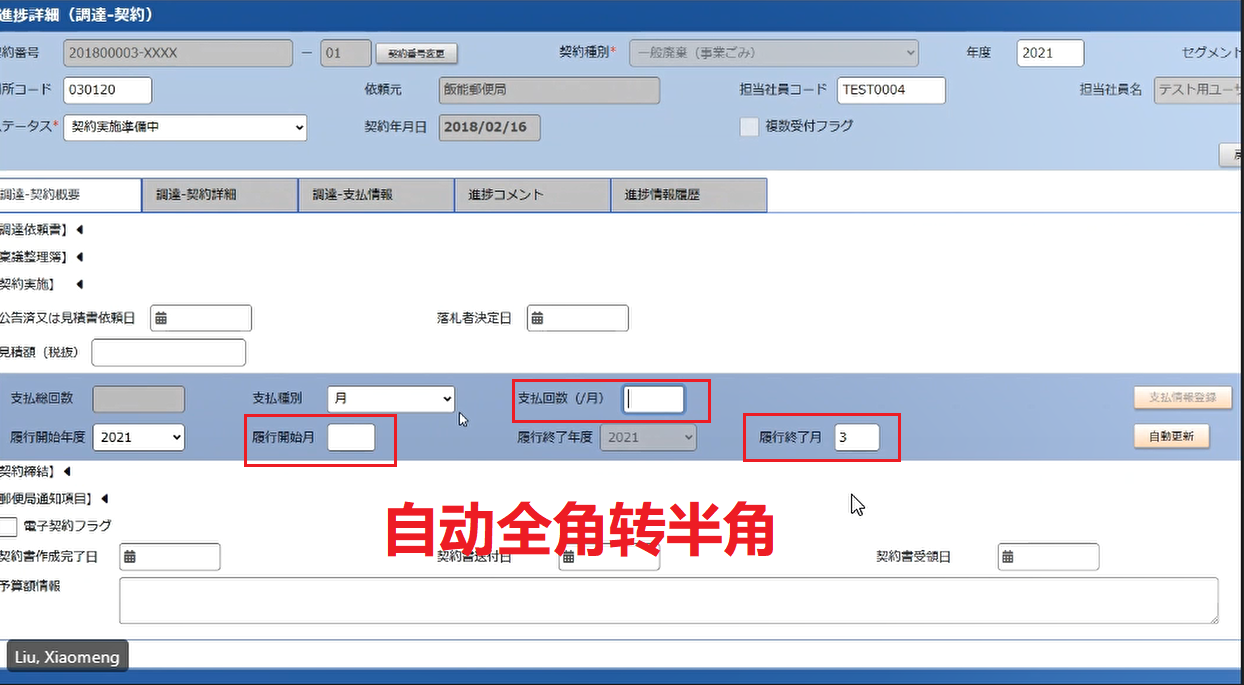 進捗詳細（調達-契約）
約番号 201800003-XXXX － 01 契約番号変更 契約種別* 一般廃棄（事業ごみ） 年度 2021 セグメント
所コード 030120 依頼元 飯能郵便局 担当社員コード TEST0004 担当社員名 テスト用ユー
テータス* 契約実施準備中 契約年月日 2018/02/16 複数受付フラグ
調達-契約概要 調達-契約詳細 調達-支払情報 進捗コメント 進捗情報履歴
調達依頼書】
稟議整理簿】
契約実施】
公告済又は見積書依頼日 落札者決定日
見積額（税抜）
支払総回数 支払種別 月 支払回数（/月） 支払情報登録
履行開始年度 2021 履行開始月 履行終了年度 2021 履行終了月 3 自動更新
契約締結】
郵便局通知項目】
電子契約フラグ
自动全角转半角
契約書作成完了日 契約書送付日 契約書受領日
予算額情報
Liu, Xiaomeng